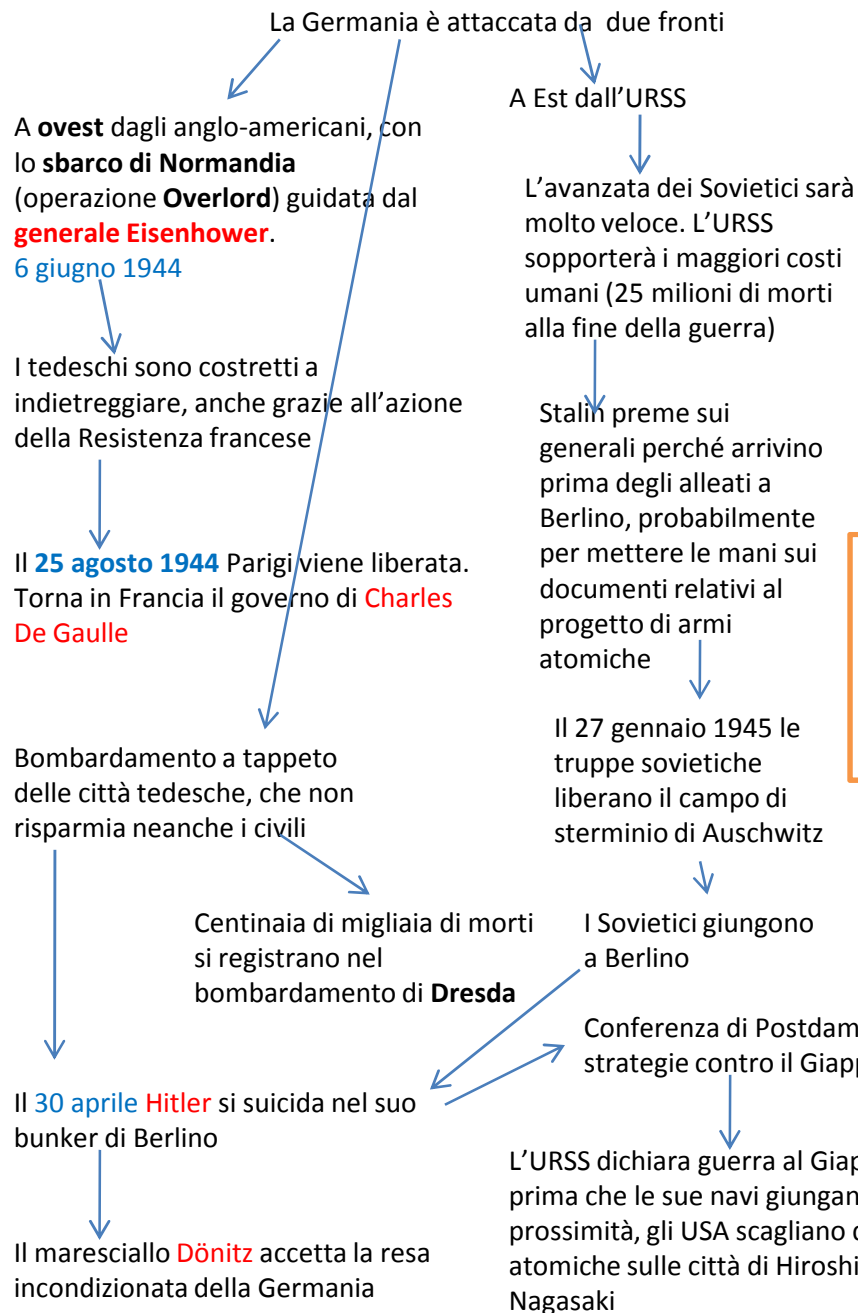 La Germania è attaccata da due fronti
A ovest dagli anglo-americani, con
lo sbarco di Normandia
(operazione Overlord) guidata dal
generale Eisenhower.
6 giugno 1944
I tedeschi sono costretti a
indietreggiare, anche grazie all’azione
della Resistenza francese
Il 25 agosto 1944 Parigi viene liberata.
Torna in Francia il governo di Charles
De Gaulle
Bombardamento a tappeto
delle città tedesche, che non
risparmia neanche i civili
Centinaia di migliaia di morti
si registrano nel
bombardamento di Dresda
A Est dall’URSS
L’avanzata dei Sovietici sarà
molto veloce. L’URSS
sopporterà i maggiori costi
umani (25 milioni di morti
alla fine della guerra)
Stalin preme sui
generali perché arrivino
prima degli alleati a
Berlino, probabilmente
per mettere le mani sui
documenti relativi al
progetto di armi
atomiche
Il 27 gennaio 1945 le
truppe sovietiche
liberano il campo di
sterminio di Auschwitz
I Sovietici giungono
a Berlino
Il 30 aprile Hitler si suicida nel suo
bunker di Berlino
Il maresciallo Dönitz accetta la resa
incondizionata della Germania
Conferenza di Postdam
strategie contro il
L’URSS dichiara guerra al
prima che le sue navi
prossimità, gli USA scagliano
atomiche sulle città di
Nagasaki